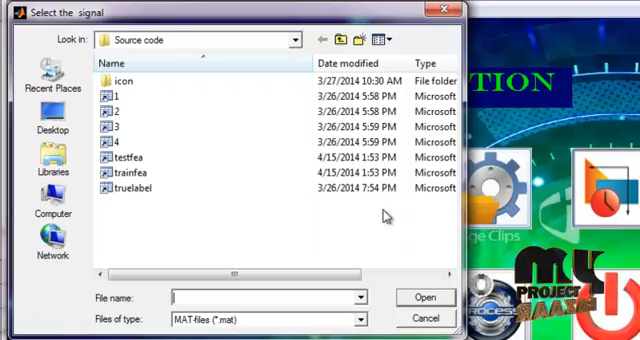 Select the signal
Look in: Source code
Name Date modified Type
icon 3/27/2014 10:30 AM File folder
1 3/26/2014 5:58 PM Microsoft
2 3/26/2014 5:58 PM Microsoft
3 3/26/2014 5:59 PM Microsoft
4 3/26/2014 5:59 PM Microsoft
testfea 4/15/2014 1:53 PM Microsoft
trainfea 4/15/2014 1:53 PM Microsoft
truelabel 3/26/2014 7:54 PM Microsoft
Recent Places
Desktop
Libraries
Computer
Network
File name: Open
Files of type: MAT-files (*.mat) Cancel
TION
ge Clips
PROCESS
MY
PROJECT